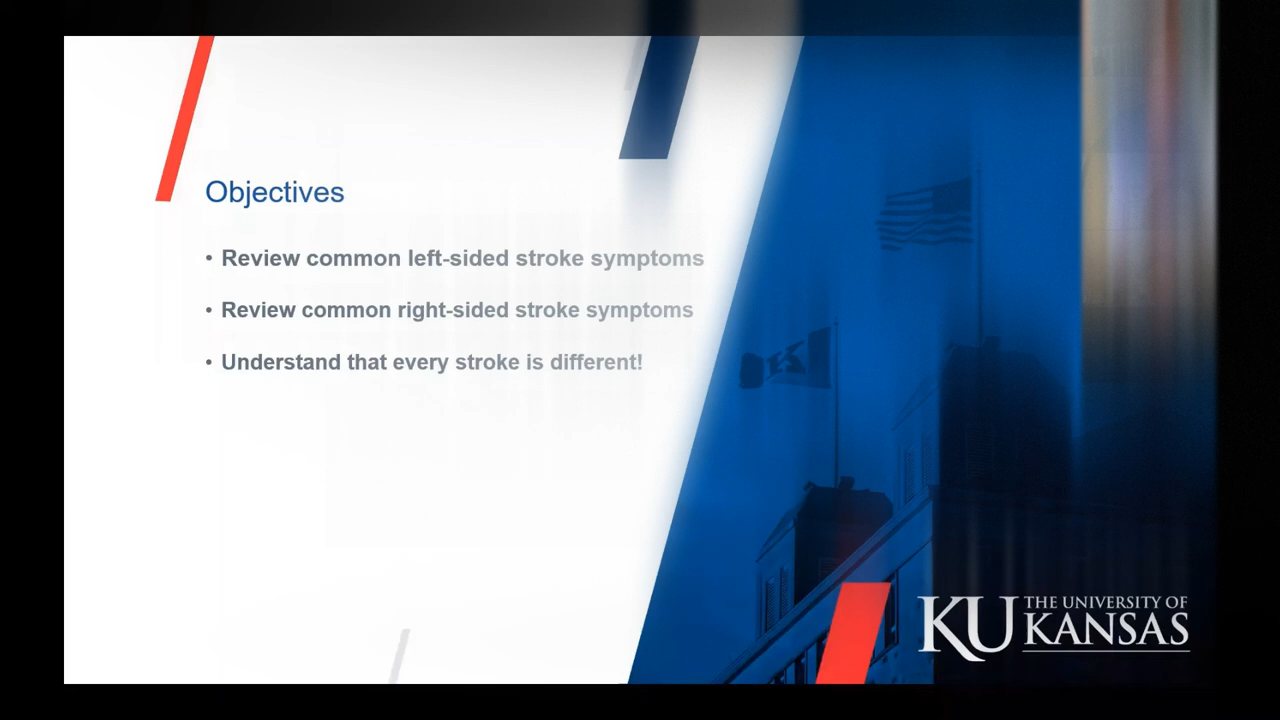 Objectives
• Review common left-sided stroke symptoms
• Review common right-sided stroke symptoms
• Understand that every stroke is different!
KU THE UNIVERSITY OF
KANSAS